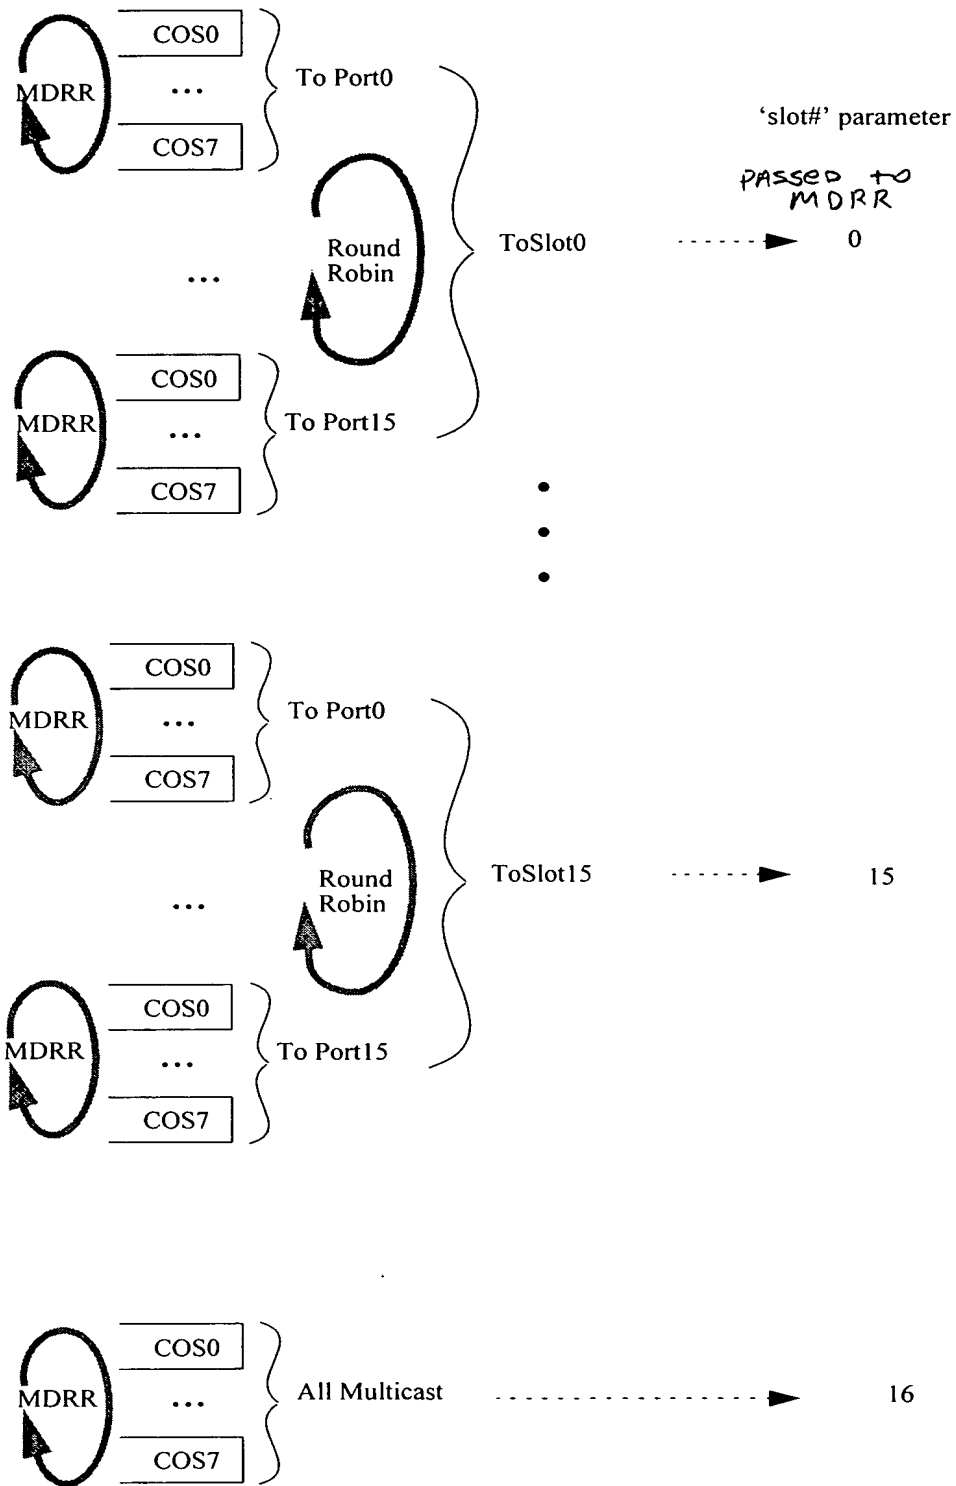 COS0
MDRR
...
To Port0
COS7
'slot#' parameter
PASSED to
MDRR
Round
Robin
ToSlot0
0
...
COS0
MDRR
...
To Port15
COS7
COS0
MDRR
...
To Port0
COS7
Round
Robin
ToSlot15
15
...
COS0
MDRR
...
To Port15
COS7
COS0
MDRR
...
All Multicast
16
COS7